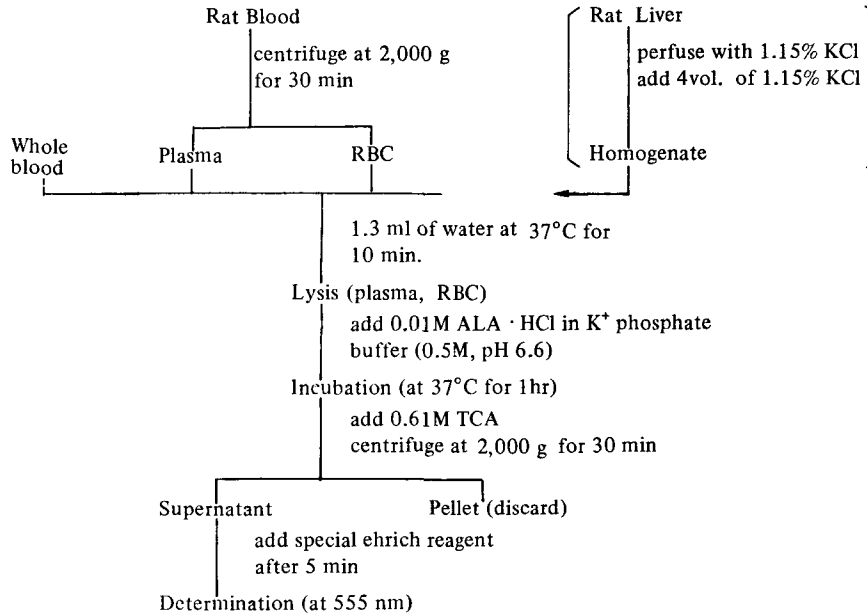 Rat Blood
centrifuge at 2,000 g
for 30 min
Rat Liver
perfuse with 1.15% KCl
add 4vol. of 1.15% KCl
Homogenate
Whole
blood
Plasma
RBC
1.3 ml of water at 37°C for
10 min.
Lysis (plasma, RBC)
add 0.01M ALA · HCl in K⁺ phosphate
buffer (0.5M, pH 6.6)
Incubation (at 37°C for 1hr)
add 0.61M TCA
centrifuge at 2,000 g for 30 min
Supernatant
Pellet (discard)
add special ehrich reagent
after 5 min
Determination (at 555 nm)